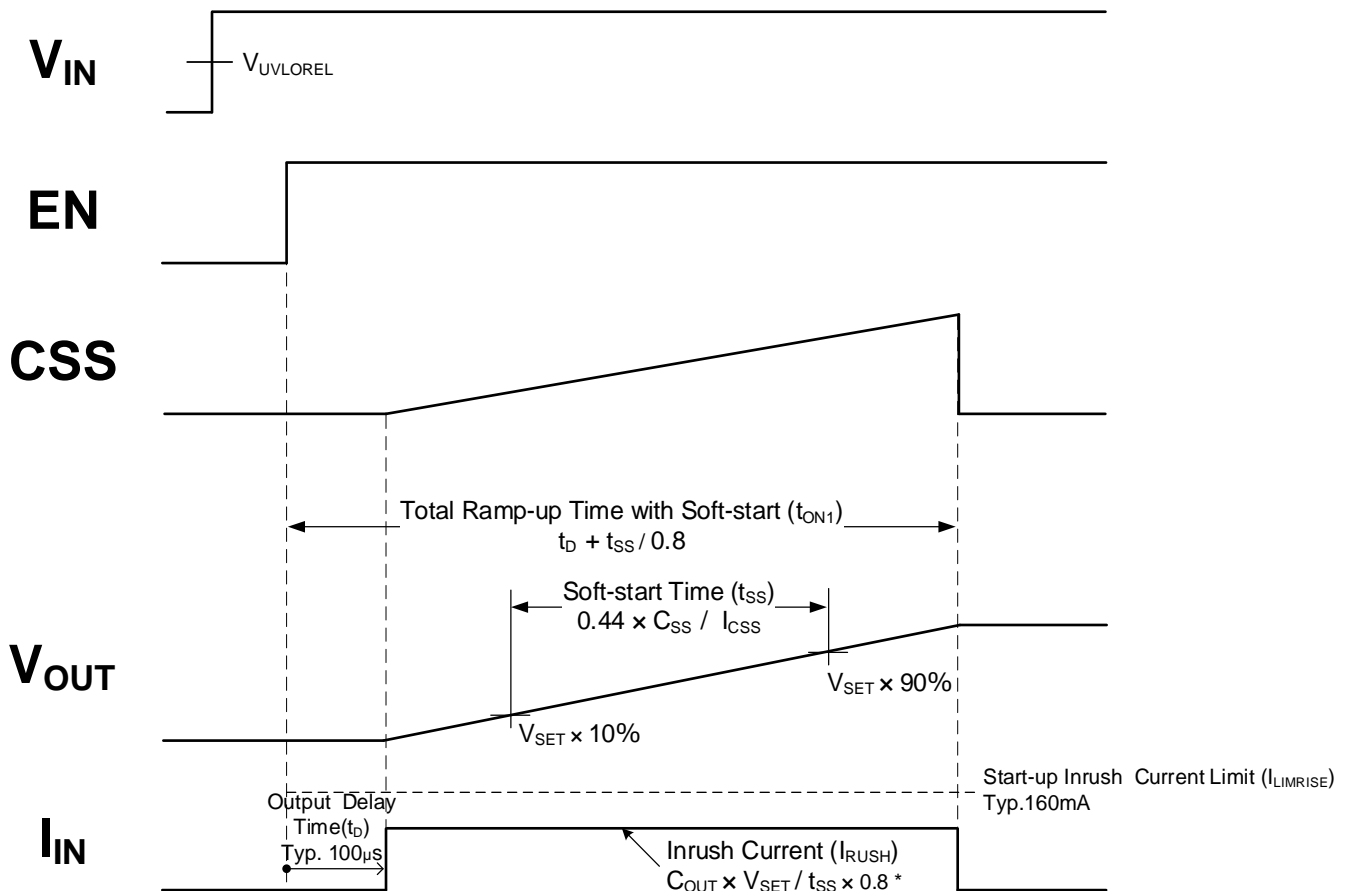 V_IN
V_UVLOREL
EN
CSS
Total Ramp-up Time with Soft-start (t_ON1)
t_D + t_SS / 0.8
Soft-start Time (t_SS)
0.44 × C_SS / I_CSS
V_OUT
V_SET × 90%
V_SET × 10%
Start-up Inrush Current Limit (I_LIMRISE)
Typ.160mA
Output Delay
Time(t_D)
Typ. 100µs
I_IN
Inrush Current (I_RUSH)
C_OUT × V_SET / t_SS × 0.8 *